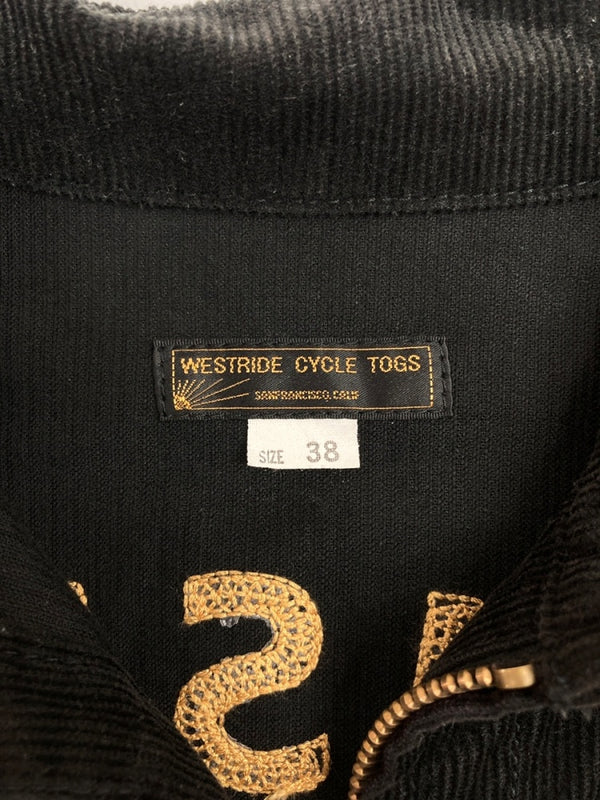 WESTRIDE CYCLE TOGS
SANFRANCISCO.CALIF
SIZE 38